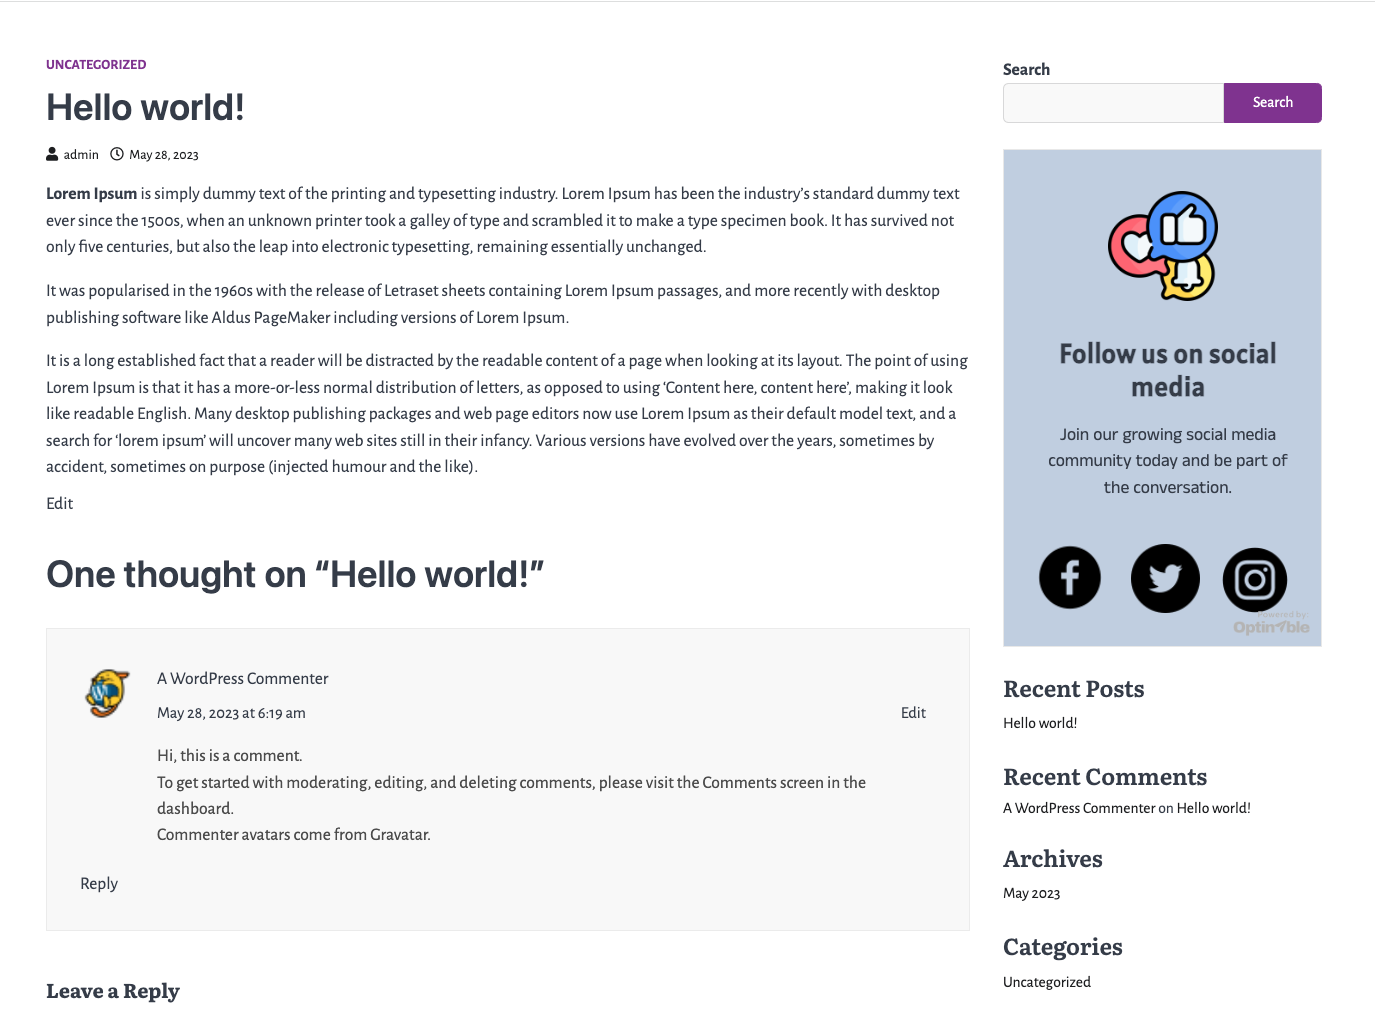 UNCATEGORIZED
Hello world!
admin May 28, 2023
Lorem Ipsum is simply dummy text of the printing and typesetting industry. Lorem Ipsum has been the industry’s standard dummy text
ever since the 1500s, when an unknown printer took a galley of type and scrambled it to make a type specimen book. It has survived not
only five centuries, but also the leap into electronic typesetting, remaining essentially unchanged.
It was popularised in the 1960s with the release of Letraset sheets containing Lorem Ipsum passages, and more recently with desktop
publishing software like Aldus PageMaker including versions of Lorem Ipsum.
It is a long established fact that a reader will be distracted by the readable content of a page when looking at its layout. The point of using
Lorem Ipsum is that it has a more-or-less normal distribution of letters, as opposed to using ‘Content here, content here’, making it look
like readable English. Many desktop publishing packages and web page editors now use Lorem Ipsum as their default model text, and a
search for ‘lorem ipsum’ will uncover many web sites still in their infancy. Various versions have evolved over the years, sometimes by
accident, sometimes on purpose (injected humour and the like).
Edit
One thought on “Hello world!”
A WordPress Commenter
May 28, 2023 at 6:19 am
Edit
Hi, this is a comment.
To get started with moderating, editing, and deleting comments, please visit the Comments screen in the
dashboard.
Commenter avatars come from Gravatar.
Reply
Leave a Reply
Search
Search
Follow us on social
media
Join our growing social media
community today and be part of
the conversation.
Powered by:
Optinable
Recent Posts
Hello world!
Recent Comments
A WordPress Commenter on Hello world!
Archives
May 2023
Categories
Uncategorized